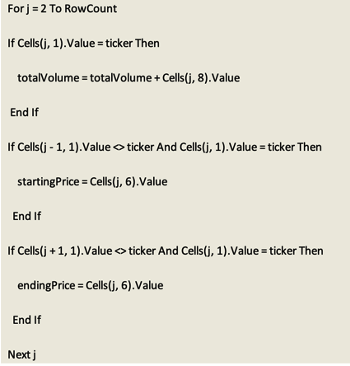 For j = 2 To RowCount
If Cells(j, 1).Value = ticker Then
totalVolume = totalVolume + Cells(j, 8).Value
End If
If Cells(j - 1, 1).Value <> ticker And Cells(j, 1).Value = ticker Then
startingPrice = Cells(j, 6).Value
End If
If Cells(j + 1, 1).Value <> ticker And Cells(j, 1).Value = ticker Then
endingPrice = Cells(j, 6).Value
End If
Next j